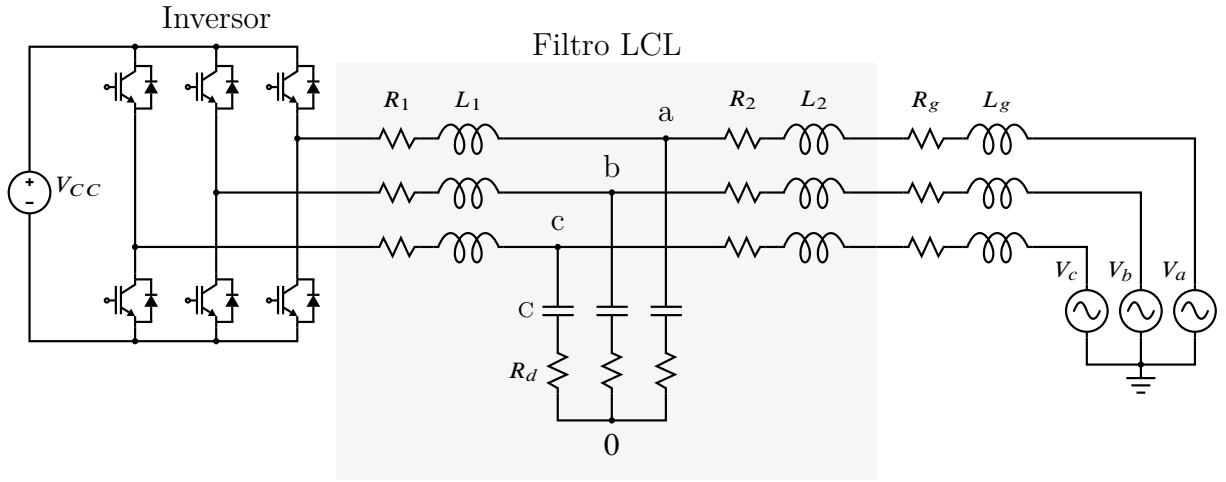 Inversor
Filtro LCL
R1 L1 a R2 L2 Rg Lg
b
VCC
c
Vc Vb Va
C
Rd
0